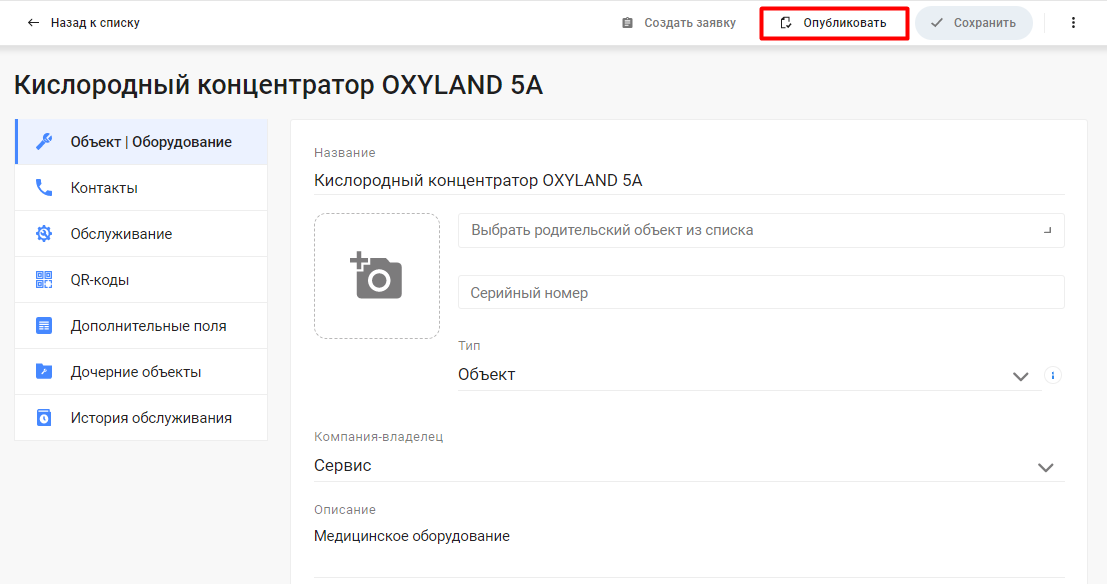 Назад к списку
Создать заявку
Опубликовать
Сохранить
Кислородный концентратор OXYLAND 5A
Объект | Оборудование
Контакты
Обслуживание
QR-коды
Дополнительные поля
Дочерние объекты
История обслуживания
Название
Кислородный концентратор OXYLAND 5A
Выбрать родительский объект из списка
Серийный номер
Тип
Объект
Компания-владелец
Сервис
Описание
Медицинское оборудование